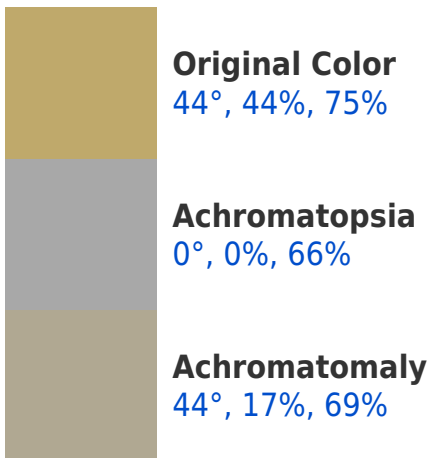 Original Color
44°, 44%, 75%
Achromatopsia
0°, 0%, 66%
Achromatomaly
44°, 17%, 69%